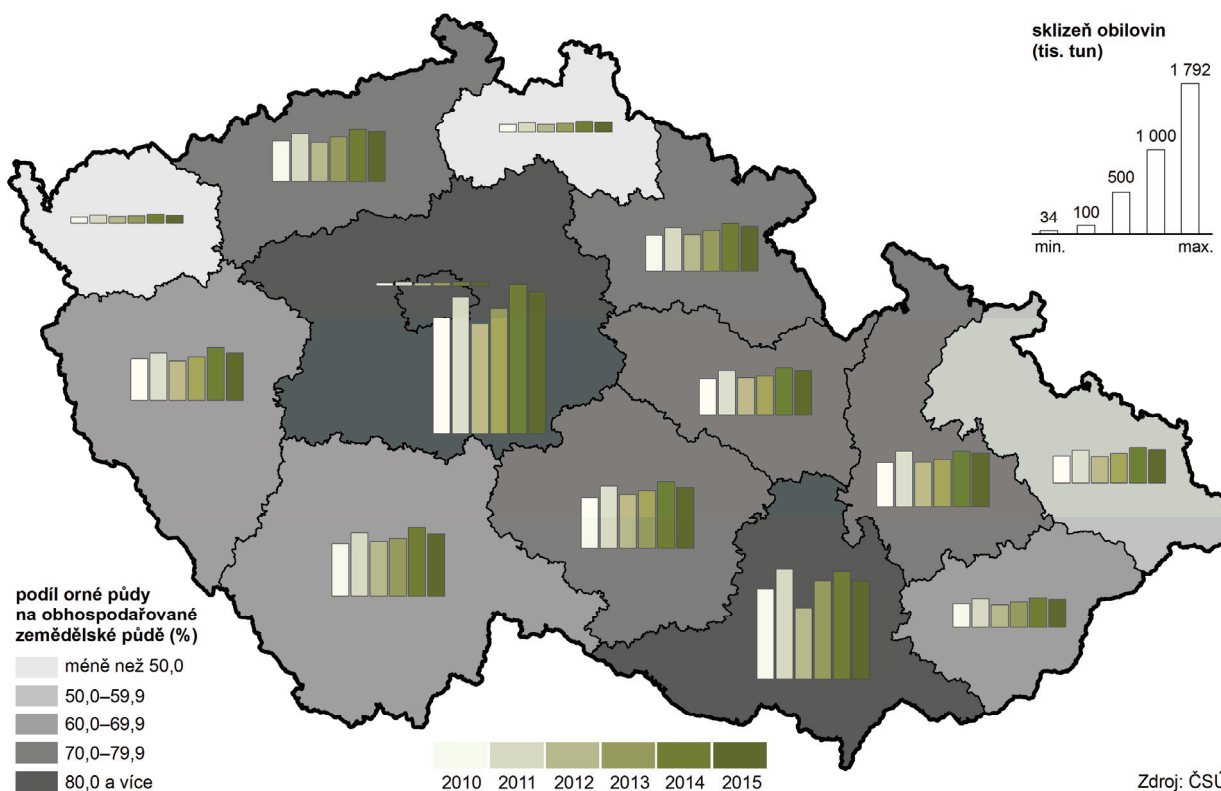 sklizeň obilovin
(tis. tun)
1 792
1 000
500
100
34
min.
max.
podíl orné půdy
na obhospodařované
zemědělské půdě (%)
méně než 50,0
50,0–59,9
60,0–69,9
70,0–79,9
80,0 a více
2010 2011 2012 2013 2014 2015
Zdroj: ČSÚ